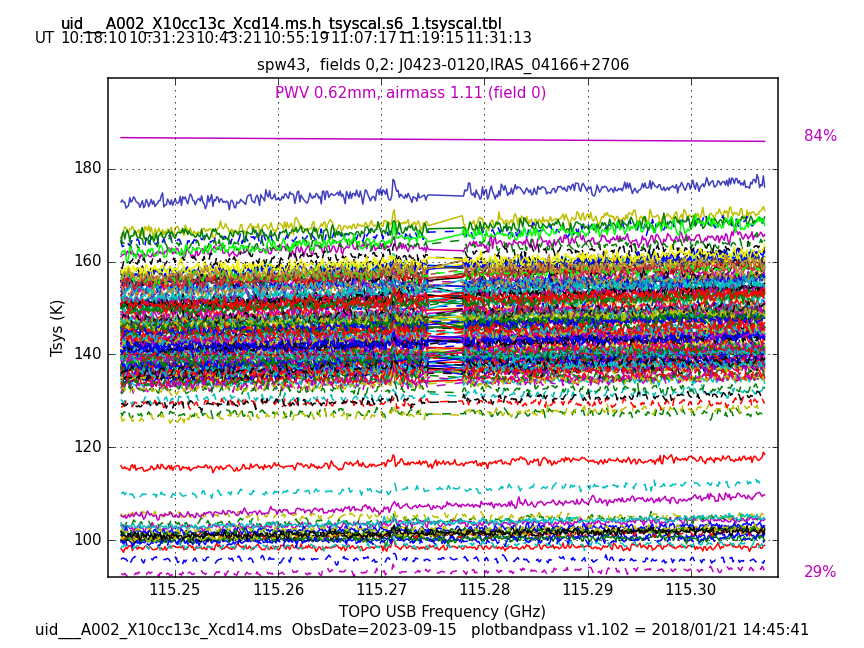 uid___A002_X10cc13c_Xcd14.ms.h_tsyscal.s6_1.tsyscal.tbl
UT 10:18:10 10:31:23 10:43:21 10:55:19 11:07:17 11:19:15 11:31:13
spw43, fields 0,2: J0423-0120,IRAS_04166+2706
PWV 0.62mm, airmass 1.11 (field 0)
84%
180
160
Tsys (K)
140
120
100
29%
115.25 115.26 115.27 115.28 115.29 115.30
TOPO USB Frequency (GHz)
uid___A002_X10cc13c_Xcd14.ms ObsDate=2023-09-15 plotbandpass v1.102 = 2018/01/21 14:45:41